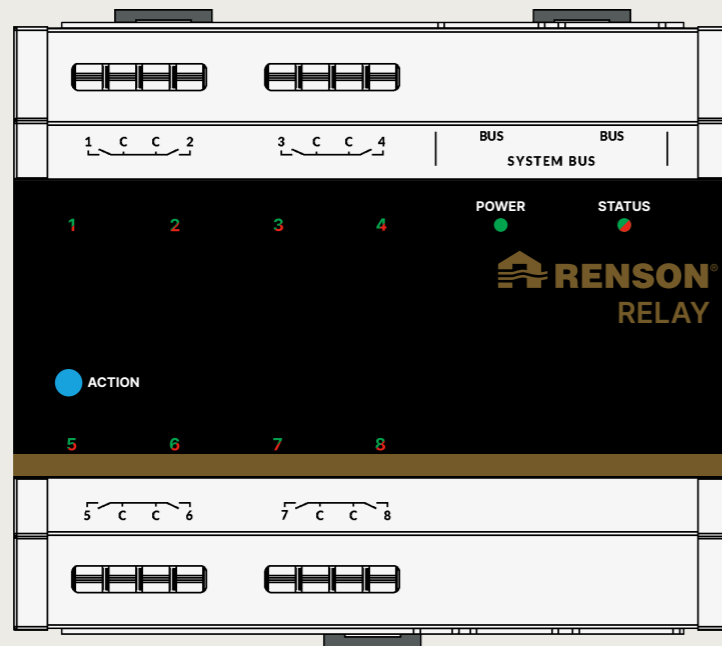 1 C C 2 3 C C 4 BUS BUS
SYSTEM BUS
POWER STATUS
1 2 3 4
RENSON®
RELAY
ACTION
5 6 7 8
5 C C 6 7 C C 8